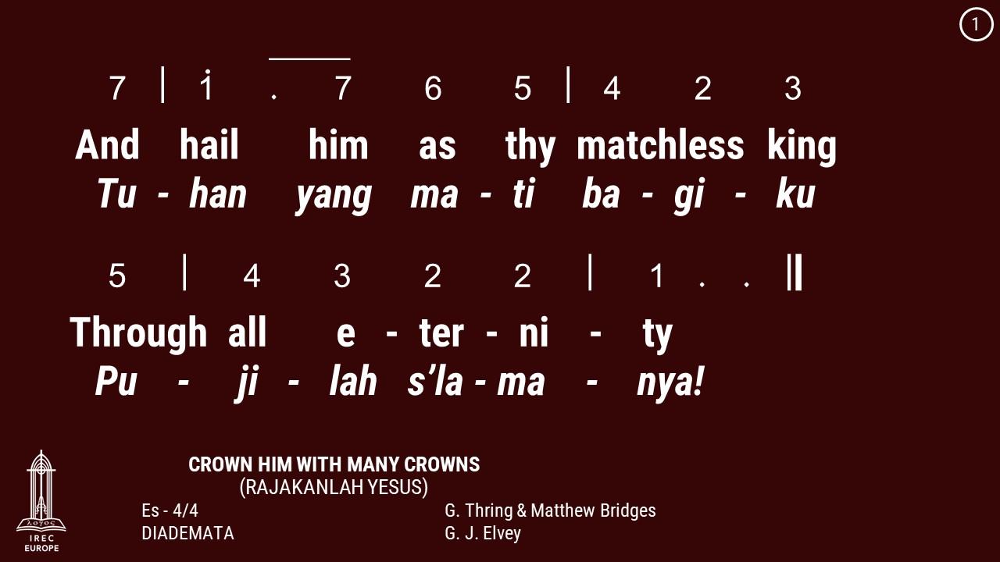 1
7 | 1̇ . 7 6 5 | 4 2 3
And hail him as thy matchless king
Tu - han yang ma - ti ba - gi - ku
5 | 4 3 2 2 | 1 . . ||
Through all e - ter - ni - ty
Pu - ji - lah s’la - ma - nya!
CROWN HIM WITH MANY CROWNS
(RAJAKANLAH YESUS)
Es - 4/4 G. Thring & Matthew Bridges
DIADEMATA G. J. Elvey
λογος
IREC
EUROPE